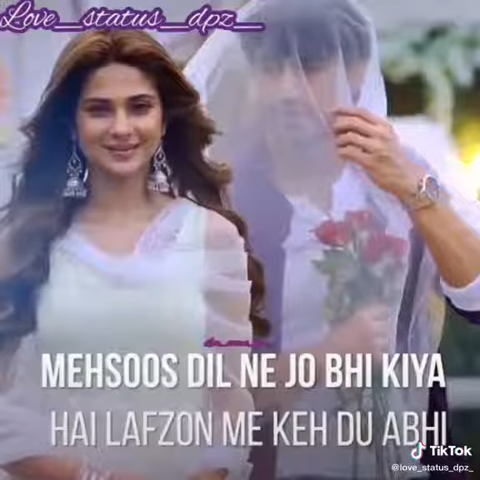 Love_status_dpz_
MEHSOOS DIL NE JO BHI KIYA
HAI LAFZON ME KEH DU ABHI
TikTok
@love_status_dpz_